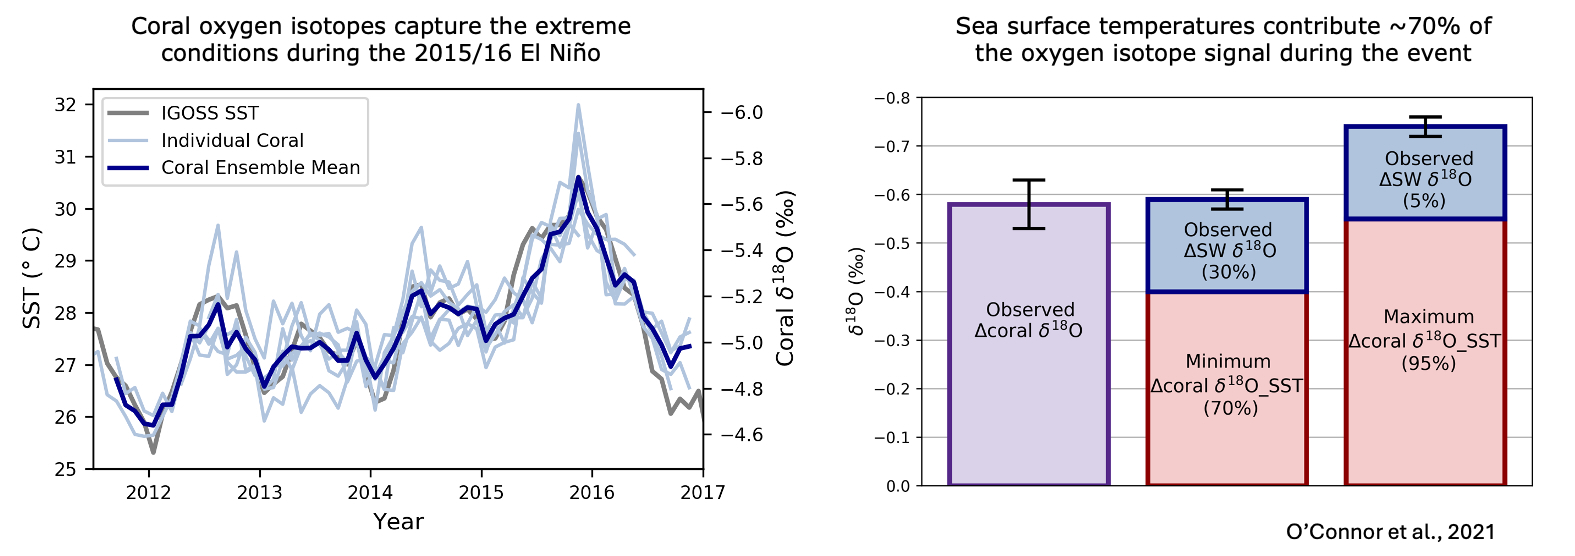 Coral oxygen isotopes capture the extreme
conditions during the 2015/16 El Niño
32
31
30
29
28
27
26
25
SST (° C)
IGOSS SST
Individual Coral
Coral Ensemble Mean
−6.0
−5.8
−5.6
−5.4
−5.2
−5.0
−4.8
−4.6
Coral δ¹⁸O (‰)
2012
2013
2014
2015
2016
2017
Year
Sea surface temperatures contribute ~70% of
the oxygen isotope signal during the event
−0.8
−0.7
−0.6
−0.5
−0.4
−0.3
−0.2
−0.1
0.0
δ¹⁸O (‰)
Observed
Δcoral δ¹⁸O
Observed
ΔSW δ¹⁸O
(30%)
Minimum
Δcoral δ¹⁸O_SST
(70%)
Observed
ΔSW δ¹⁸O
(5%)
Maximum
Δcoral δ¹⁸O_SST
(95%)
O’Connor et al., 2021